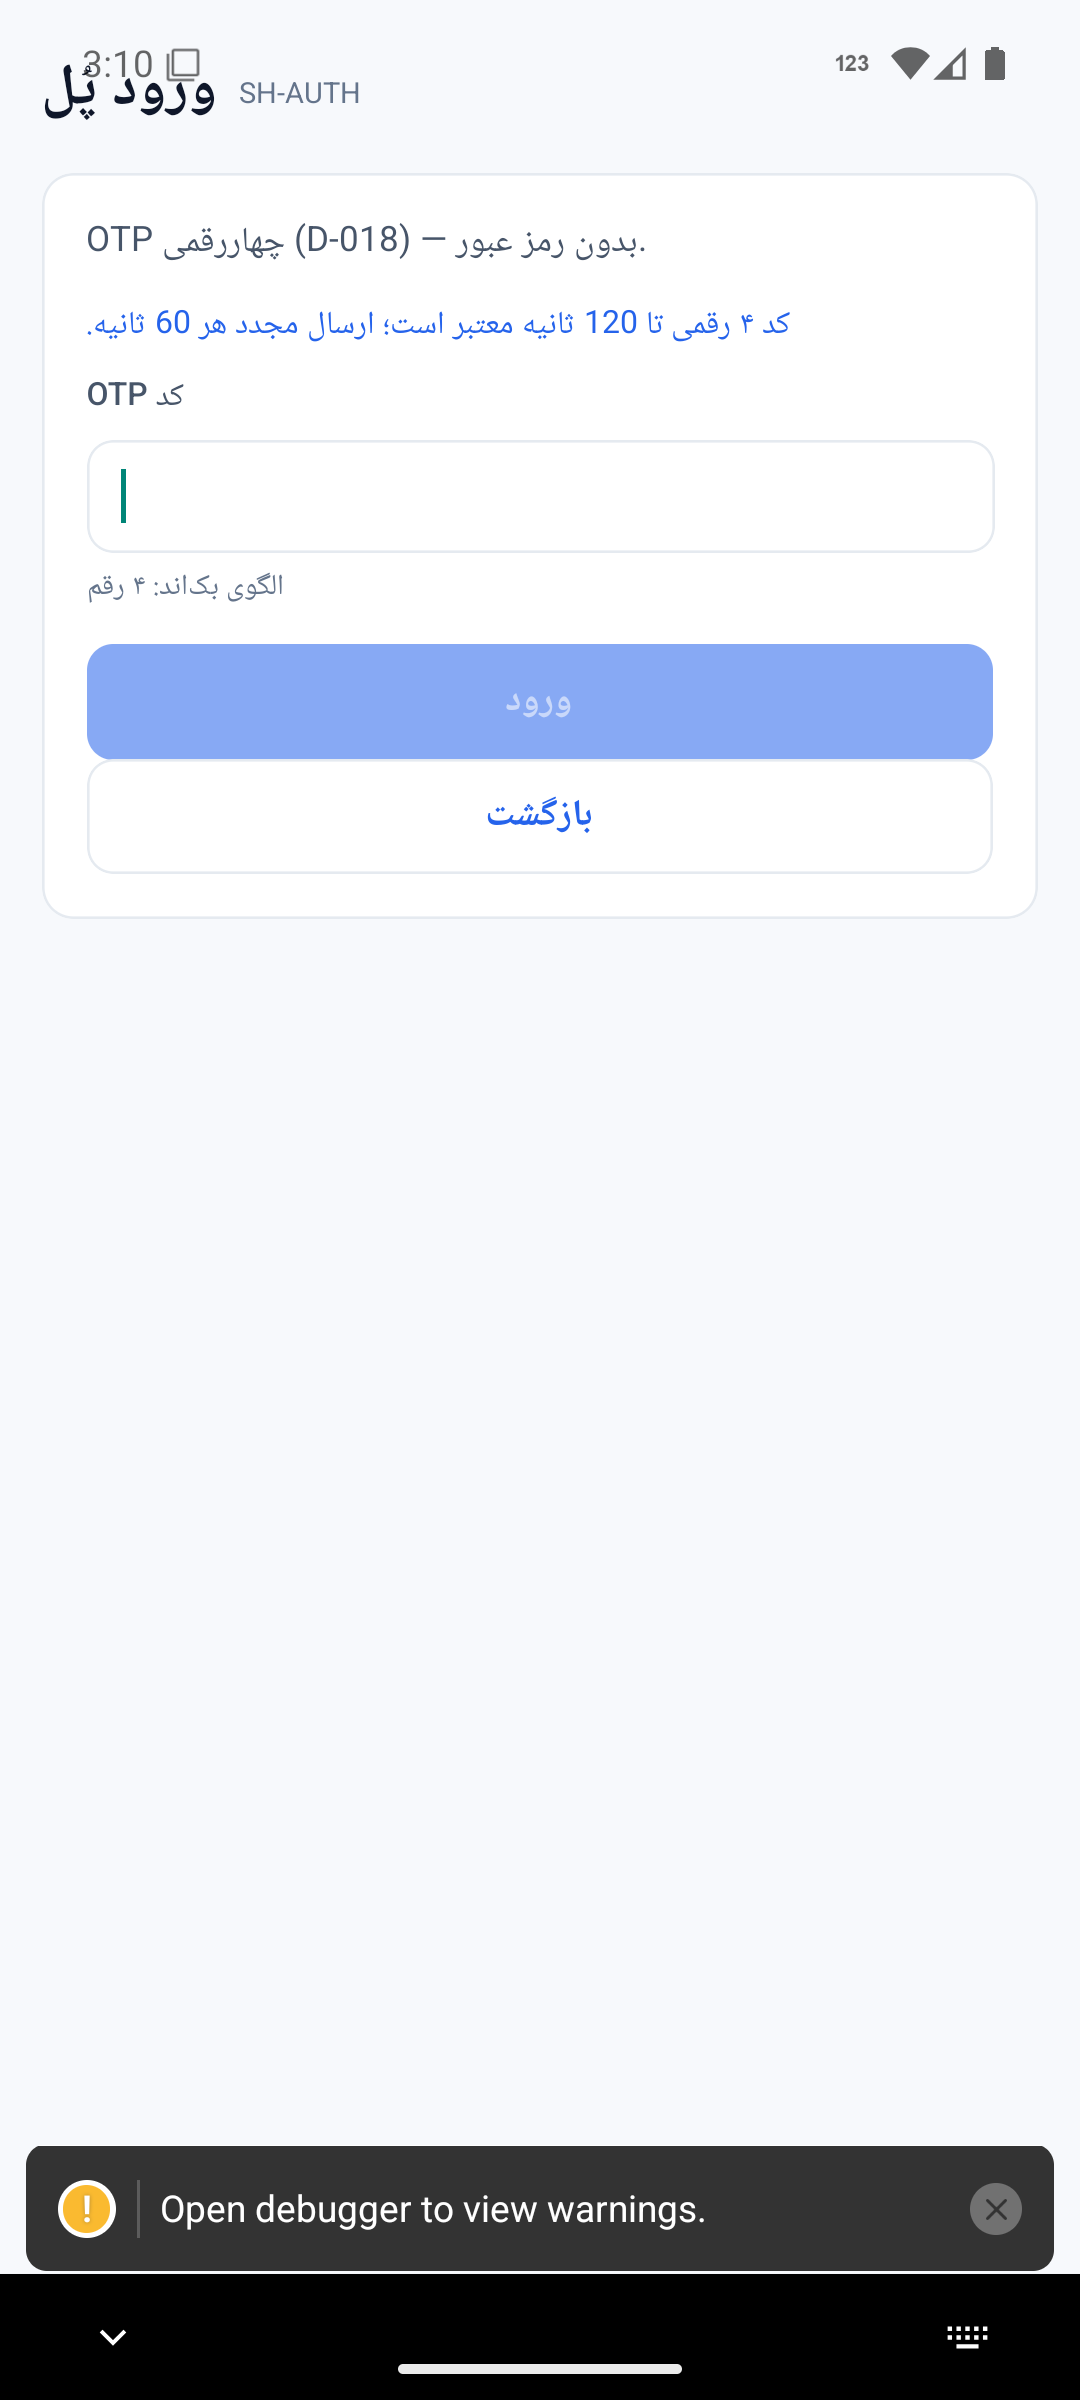 3:10
123
ورود پُل
SH-AUTH
OTP چهاررقمی (D-018) — بدون رمز عبور.
کد ۴ رقمی تا 120 ثانیه معتبر است؛ ارسال مجدد هر 60 ثانیه.
کد OTP
الگوی بک‌اند: ۴ رقم
ورود
بازگشت
Open debugger to view warnings.